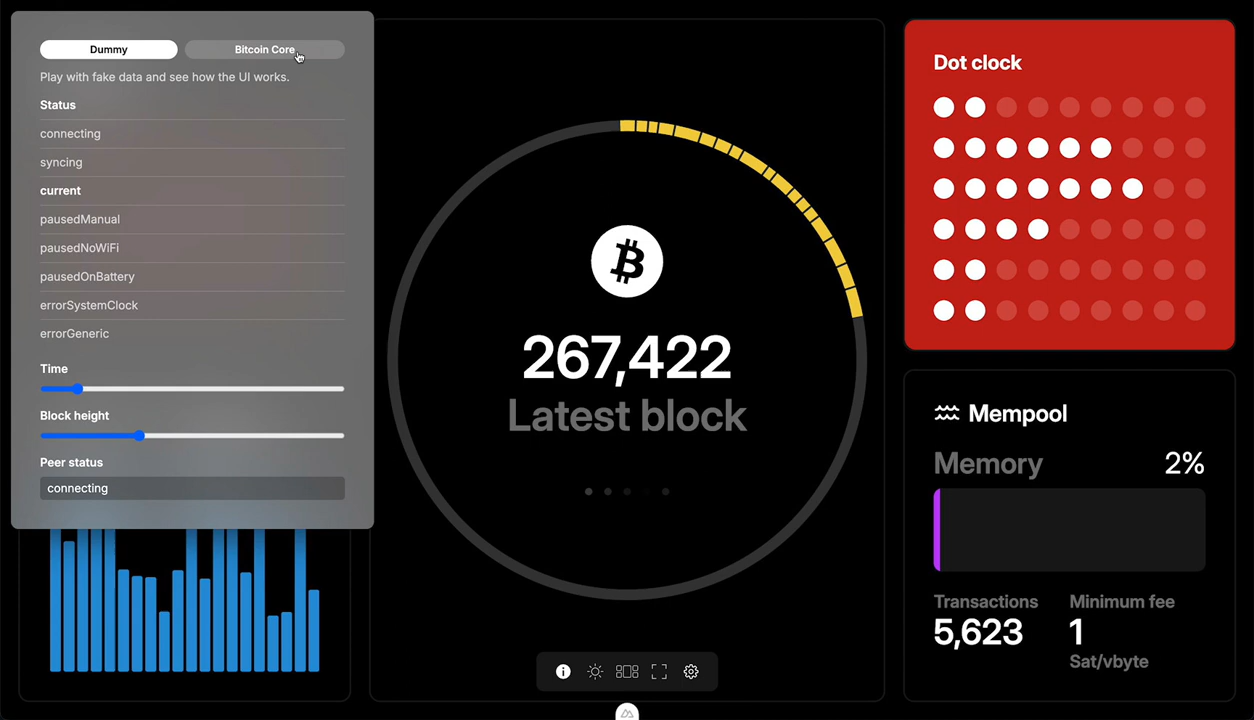 Dummy
Bitcoin Core
Play with fake data and see how the UI works.
Status
connecting
syncing
current
pausedManual
pausedNoWiFi
pausedOnBattery
errorSystemClock
errorGeneric
Time
Block height
Peer status
connecting
267,422
Latest block
Dot clock
Mempool
Memory 2%
Transactions Minimum fee
5,623 1
Sat/vbyte